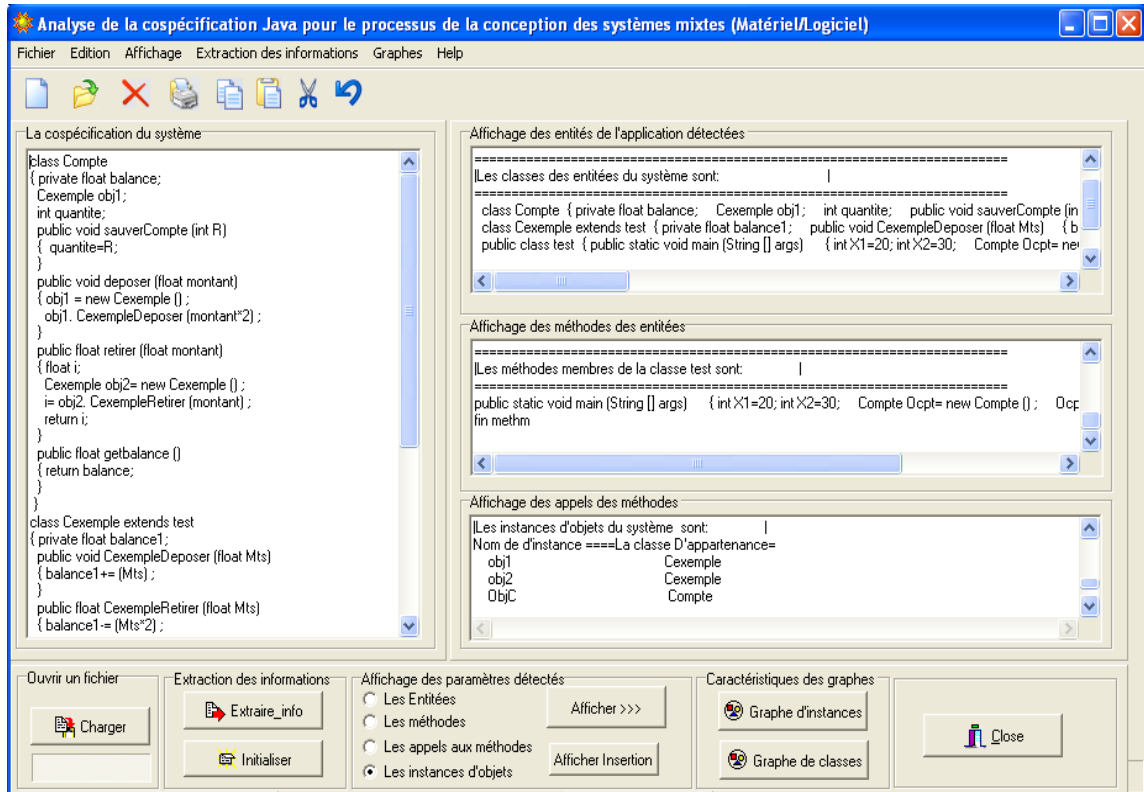 Analyse de la cospécification Java pour le processus de la conception des systèmes mixtes (Matériel/Logiciel)
Fichier Edition Affichage Extraction des informations Graphes Help
La cospécification du système
class Compte
{ private float balance;
Cexemple obj1;
int quantite;
public void sauverCompte (int R)
{ quantite=R;
}
public void deposer (float montant)
{ obj1 = new Cexemple () ;
obj1. CexempleDeposer (montant*2) ;
}
public float retirer (float montant)
{ float i;
Cexemple obj2= new Cexemple () ;
i= obj2. CexempleRetirer (montant) ;
return i;
}
public float getbalance ()
{ return balance;
}
}
class Cexemple extends test
{ private float balance1;
public void CexempleDeposer (float Mts)
{ balance1+= (Mts) ;
}
public float CexempleRetirer (float Mts)
{ balance1-= (Mts*2) ;
Affichage des entités de l'application détectées
========================================================================
|Les classes des entitées du système sont: |
========================================================================
class Compte { private float balance; Cexemple obj1; int quantite; public void sauverCompte (in
class Cexemple extends test { private float balance1; public void CexempleDeposer (float Mts) { b
public class test { public static void main (String [] args) { int X1=20; int X2=30; Compte Ocpt= ne
Affichage des méthodes des entitées
========================================================================
|Les méthodes membres de la classe test sont: |
========================================================================
public static void main (String [] args) { int X1=20; int X2=30; Compte Ocpt= new Compte () ; Ocp
fin methm
Affichage des appels des méthodes
|Les instances d'objets du système sont: |
Nom de d'instance ====La classe D'appartenance=
obj1 Cexemple
obj2 Cexemple
ObjC Compte
Ouvrir un fichier
Charger
Extraction des informations
Extraire_info
Initialiser
Affichage des paramètres détectés
Les Entitées
Les méthodes
Les appels aux méthodes
Les instances d'objets
Afficher >>>
Afficher Insertion
Caractéristiques des graphes
Graphe d'instances
Graphe de classes
Close